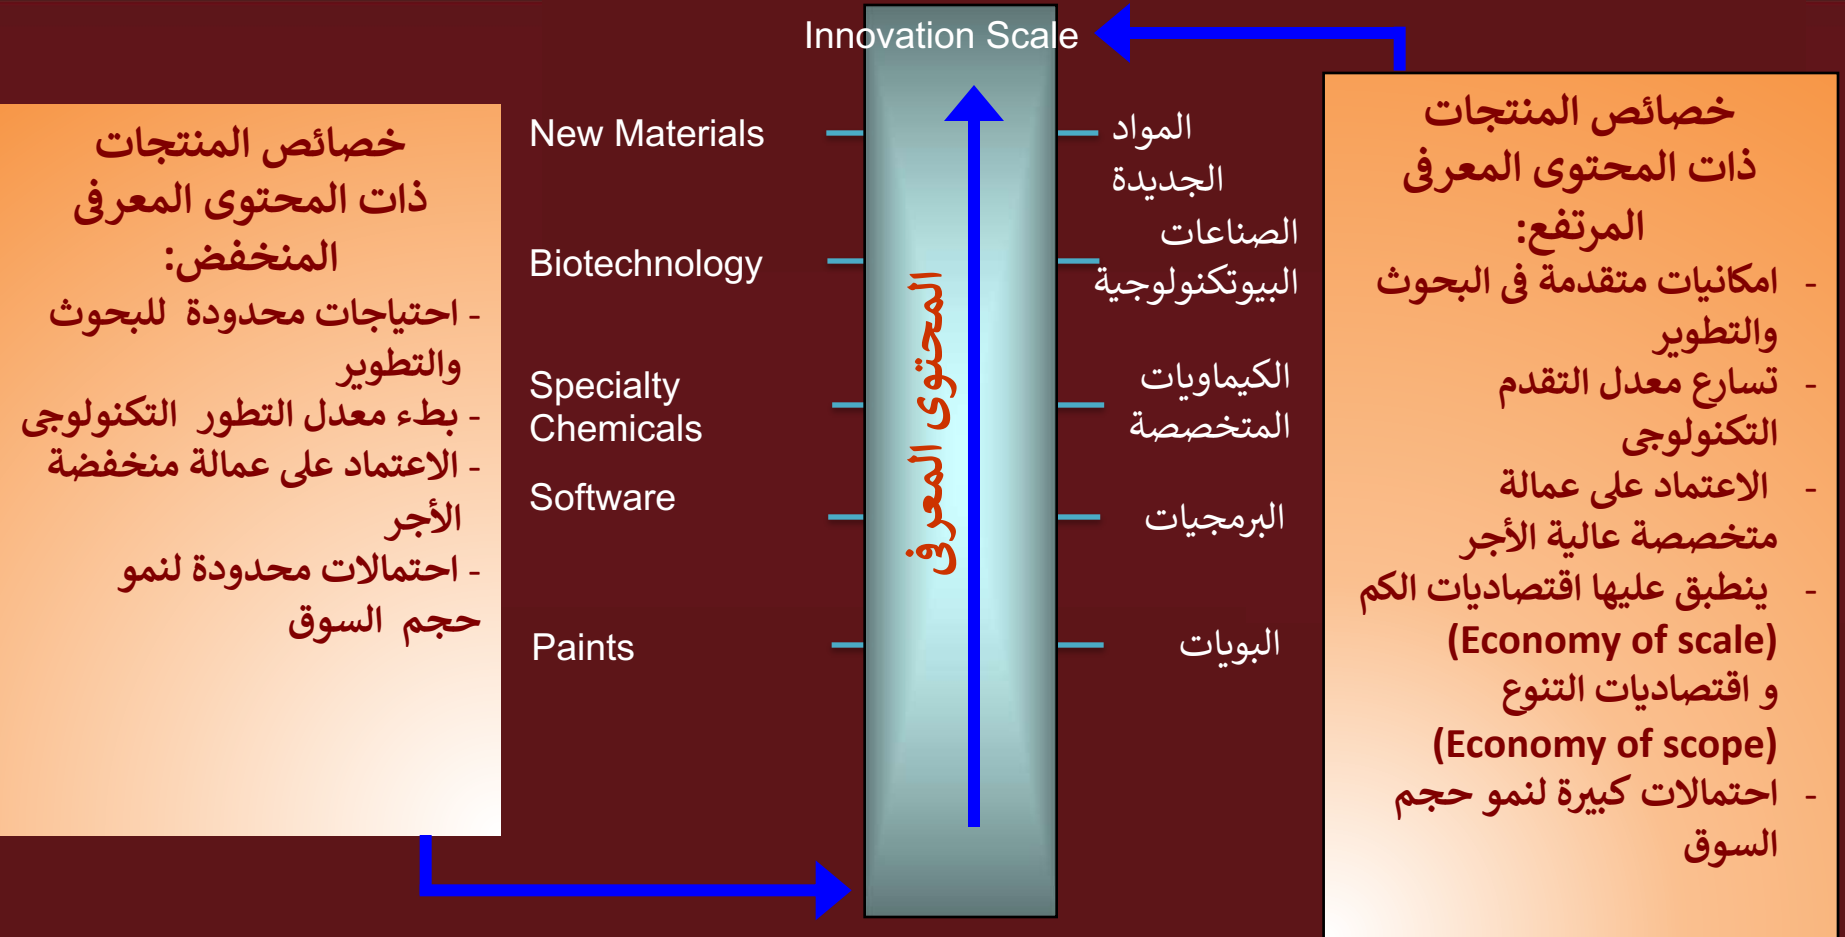 Innovation Scale
خصائص المنتجات
ذات المحتوى المعرفى
المرتفع:
- امكانيات متقدمة فى البحوث
والتطوير
- تسارع معدل التقدم
التكنولوجى
- الاعتماد على عمالة
متخصصة عالية الأجر
- ينطبق عليها اقتصاديات الكم
(Economy of scale)
و اقتصاديات التنوع
(Economy of scope)
- احتمالات كبيرة لنمو حجم
السوق
المواد
الجديدة
الصناعات
البيوتكنولوجية
الكيماويات
المتخصصة
البرمجيات
البويات
المحتوى المعرفى
New Materials
Biotechnology
Specialty
Chemicals
Software
Paints
خصائص المنتجات
ذات المحتوى المعرفى
المنخفض:
- احتياجات محدودة للبحوث
والتطوير
- بطء معدل التطور التكنولوجى
- الاعتماد على عمالة منخفضة
الأجر
- احتمالات محدودة لنمو
حجم السوق